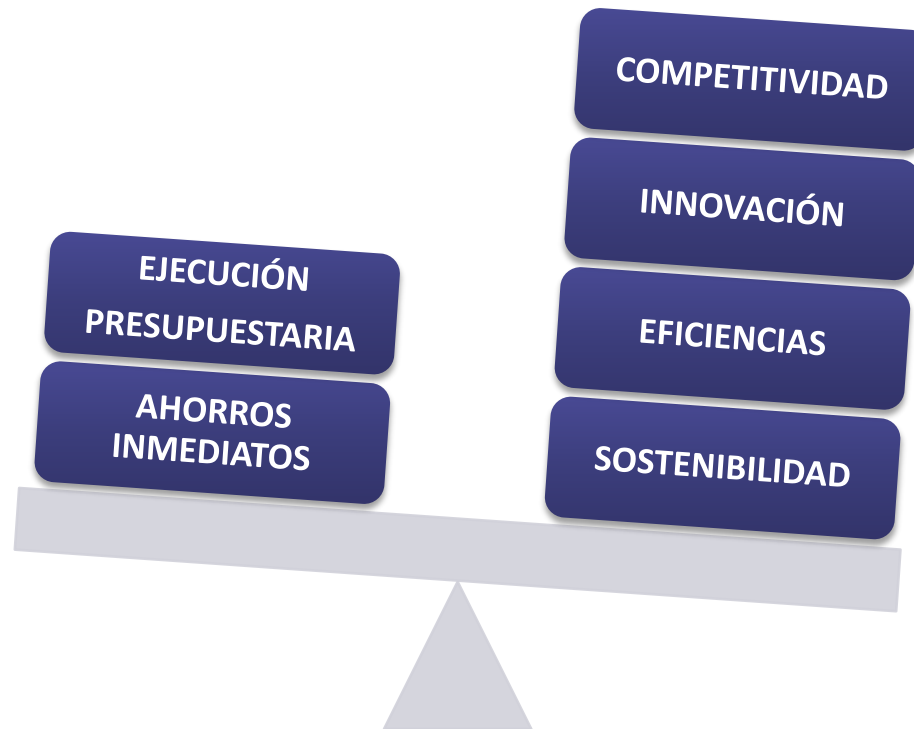 EJECUCIÓN
PRESUPUESTARIA
AHORROS
INMEDIATOS
COMPETITIVIDAD
INNOVACIÓN
EFICIENCIAS
SOSTENIBILIDAD